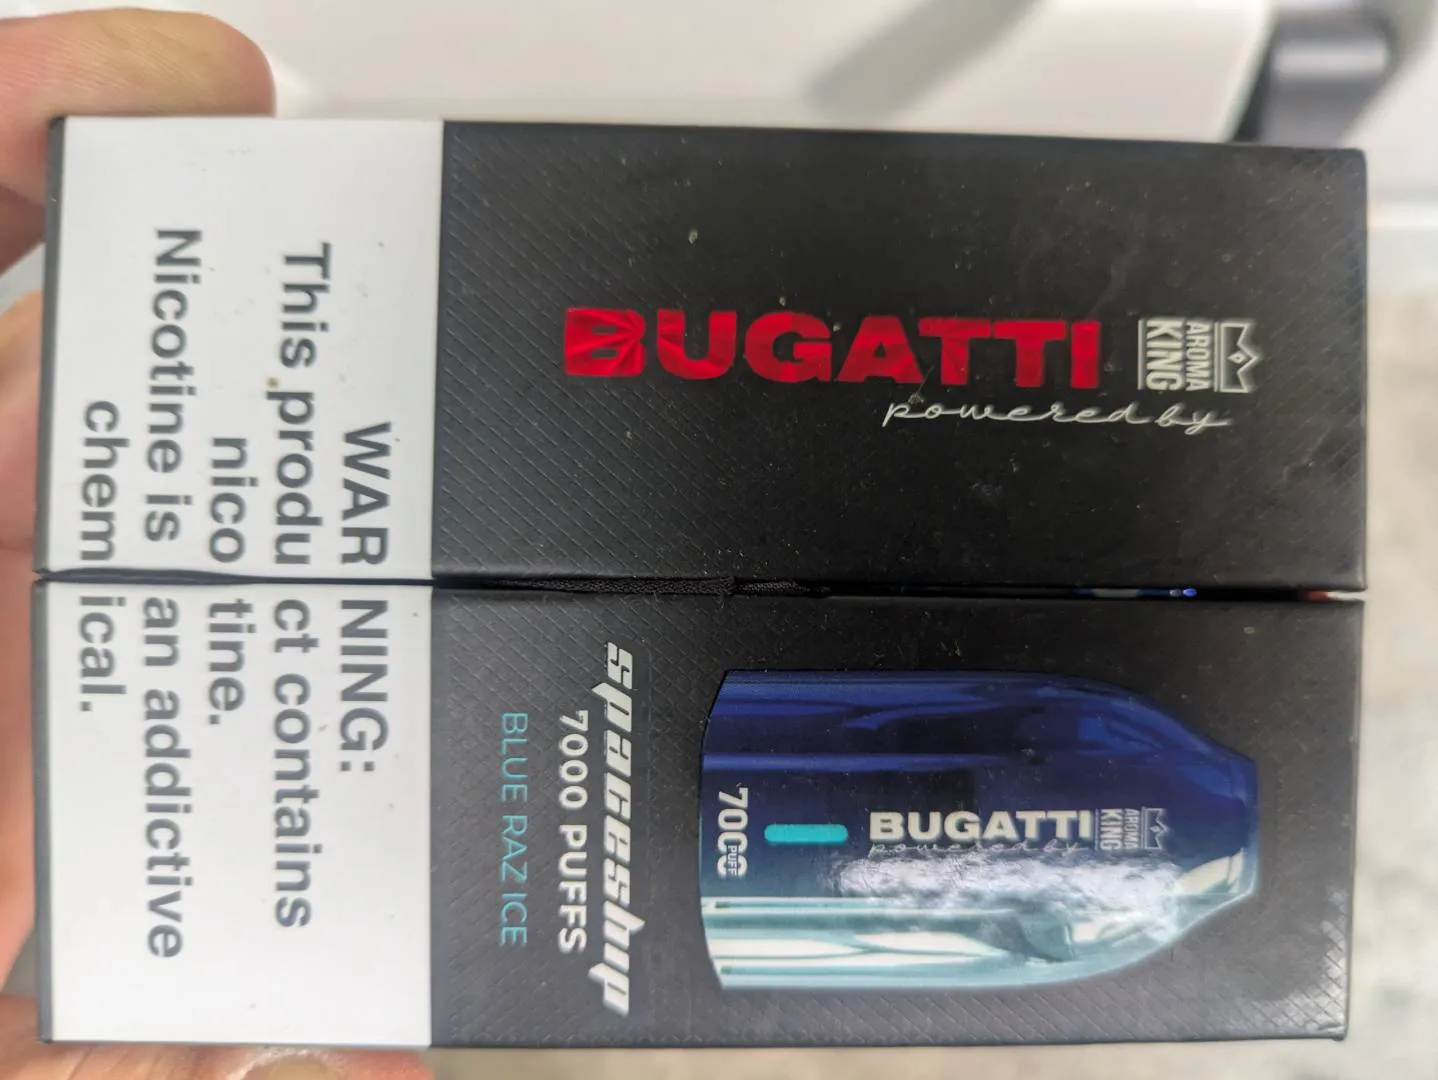 AROMA
KING
BUGATTI
powered by
AROMA
KING
BUGATTI
powered by
7000
PUFF
spaceship
7000 PUFFS
BLUE RAZ ICE
WARNING:
This product contains
nicotine.
Nicotine is an addictive
chemical.